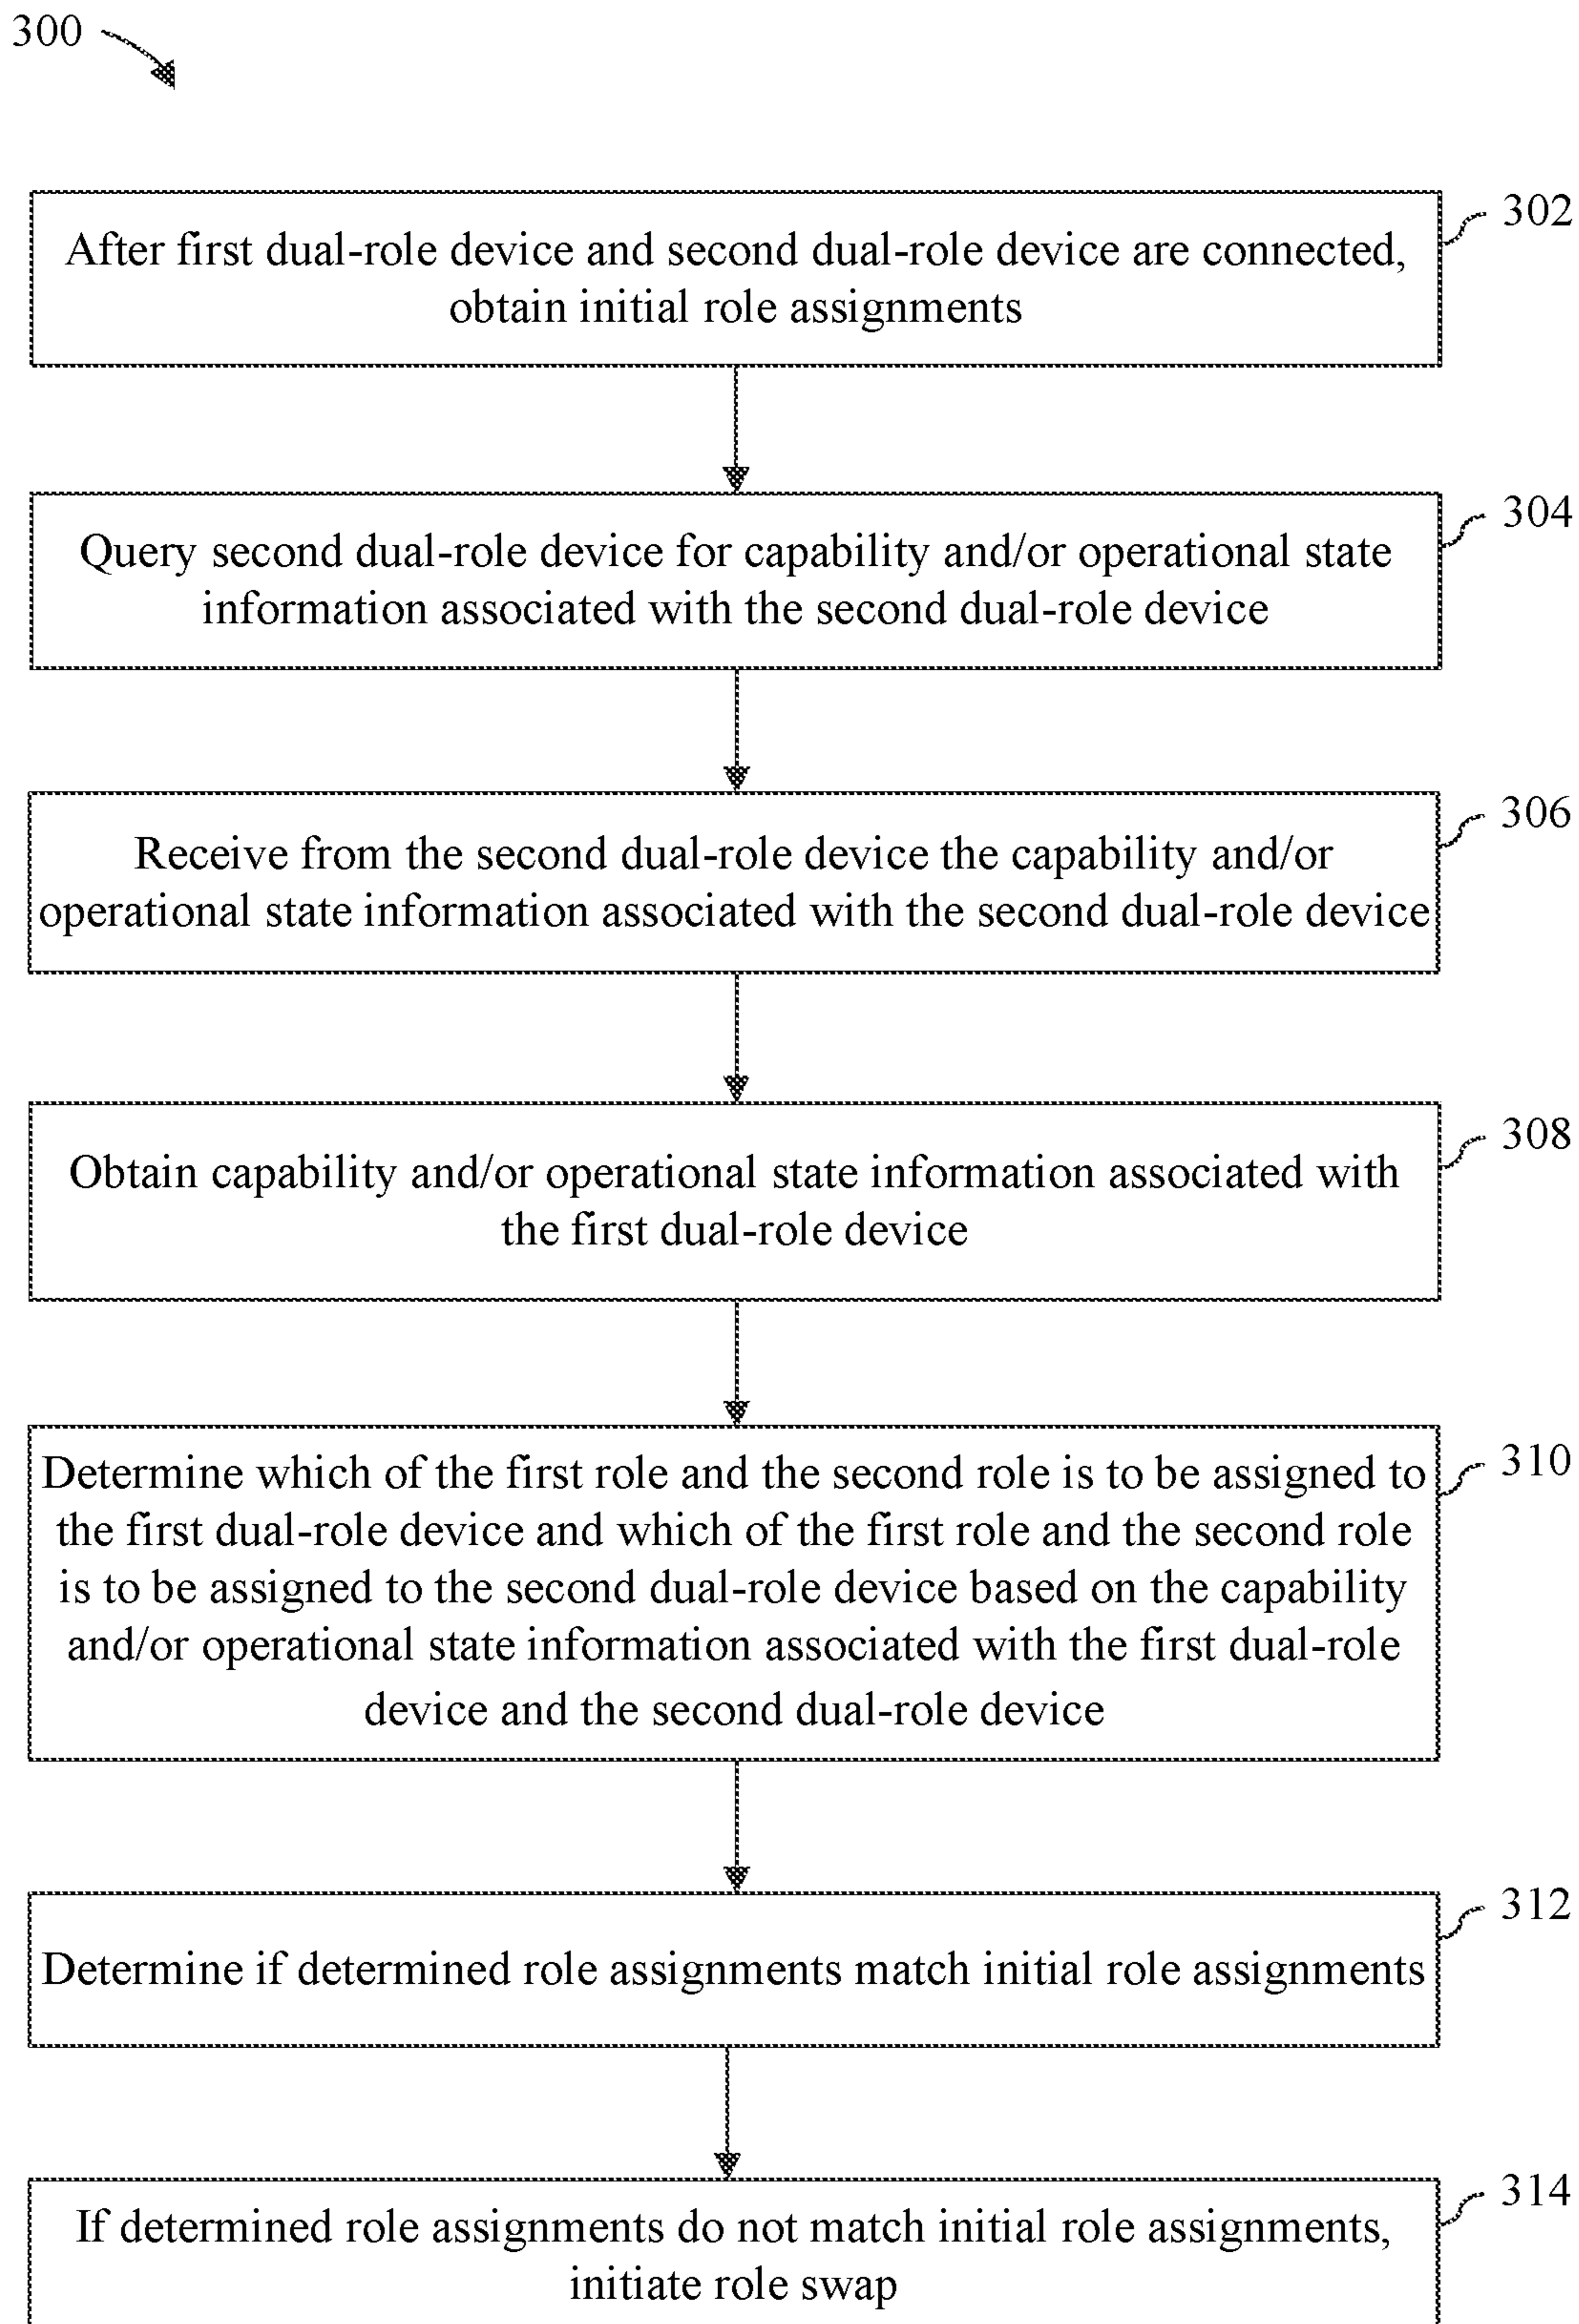 300
302
After first dual-role device and second dual-role device are connected,
obtain initial role assignments
304
Query second dual-role device for capability and/or operational state
information associated with the second dual-role device
306
Receive from the second dual-role device the capability and/or
operational state information associated with the second dual-role device
308
Obtain capability and/or operational state information associated with
the first dual-role device
310
Determine which of the first role and the second role is to be assigned to
the first dual-role device and which of the first role and the second role
is to be assigned to the second dual-role device based on the capability
and/or operational state information associated with the first dual-role
device and the second dual-role device
312
Determine if determined role assignments match initial role assignments
314
If determined role assignments do not match initial role assignments,
initiate role swap